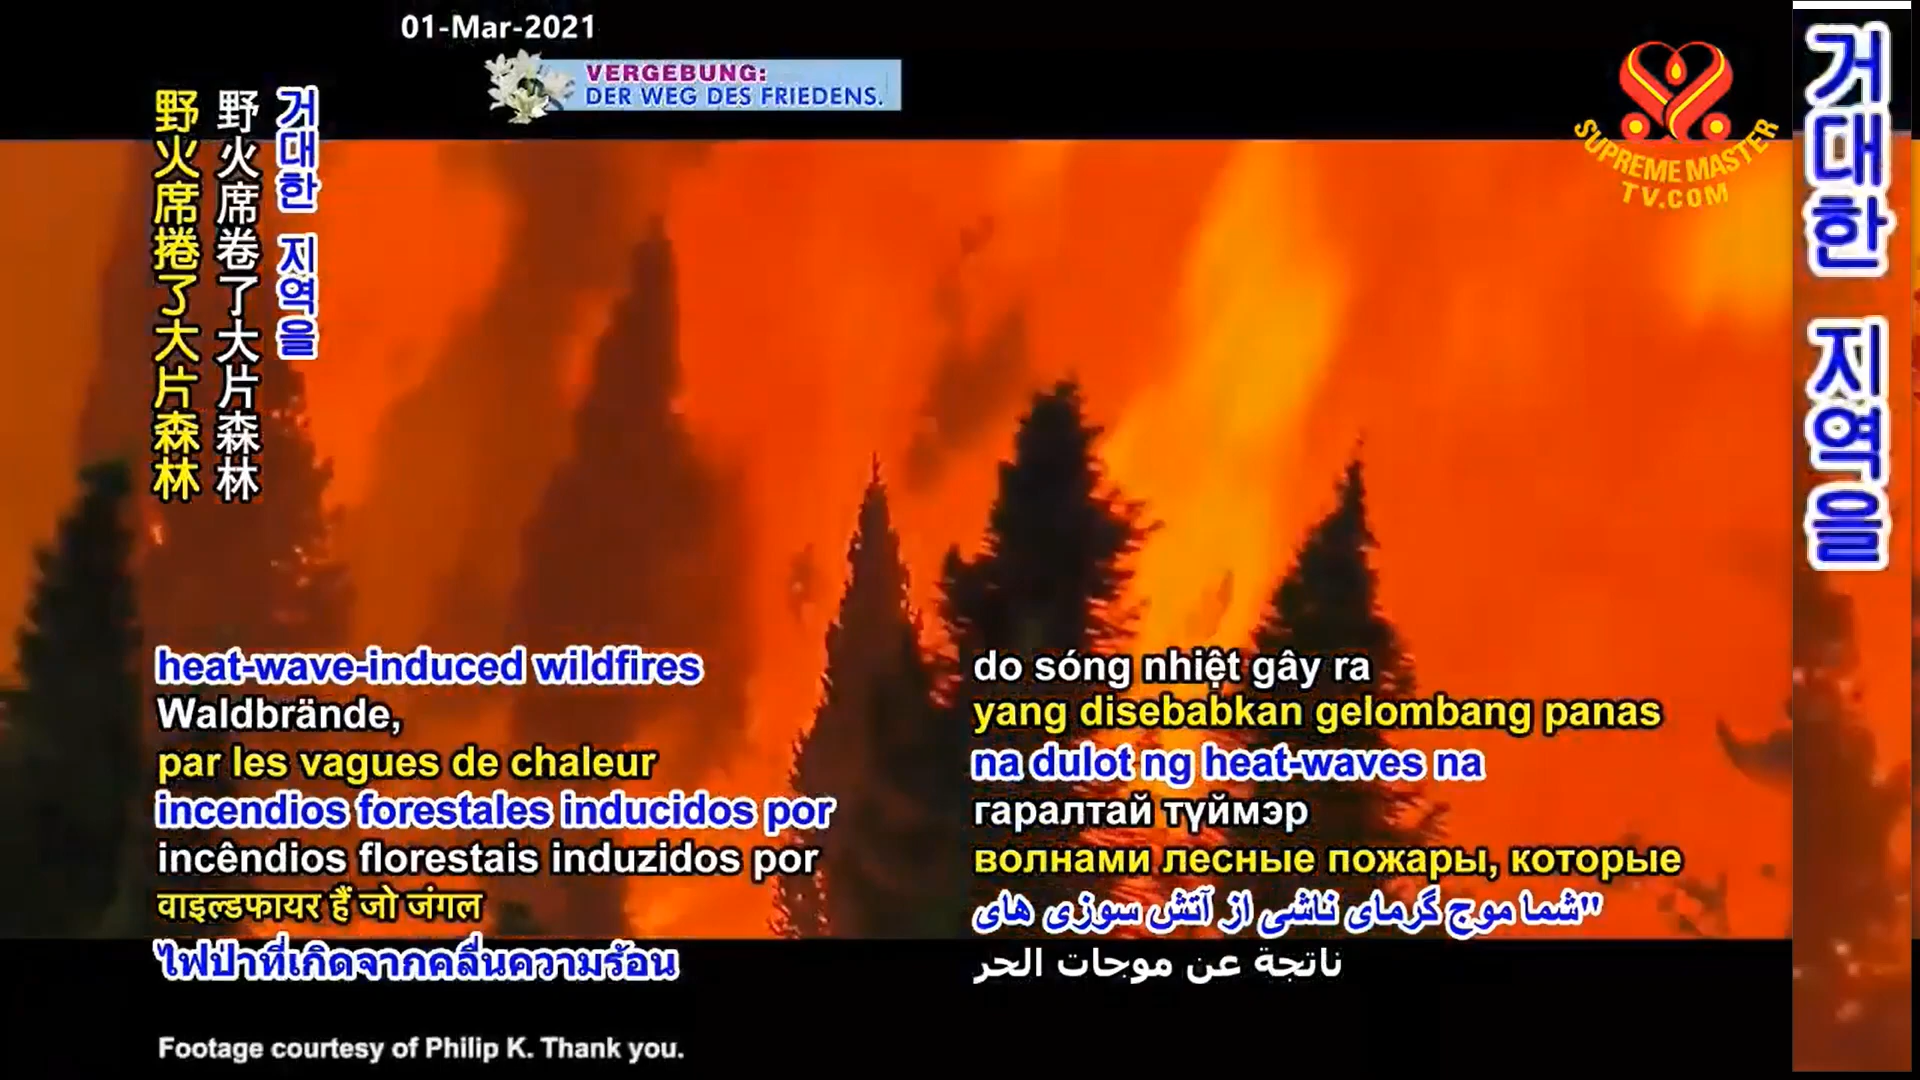 01-Mar-2021
VERGEBUNG:
DER WEG DES FRIEDENS.
SUPREME MASTER
TV.COM
거대한 지역을
野火席卷了大片森林
野火席捲了大片森林
거대한 지역을
heat-wave-induced wildfires
Waldbrände,
par les vagues de chaleur
incendios forestales inducidos por
incêndios florestais induzidos por
वाइल्डफायर हैं जो जंगल
ไฟป่าที่เกิดจากคลื่นความร้อน
do sóng nhiệt gây ra
yang disebabkan gelombang panas
na dulot ng heat-waves na
гаралтай түймэр
волнами лесные пожары, которые
"شما موج گرمای ناشی از آتش سوزی های
ناتجة عن موجات الحر
Footage courtesy of Philip K. Thank you.